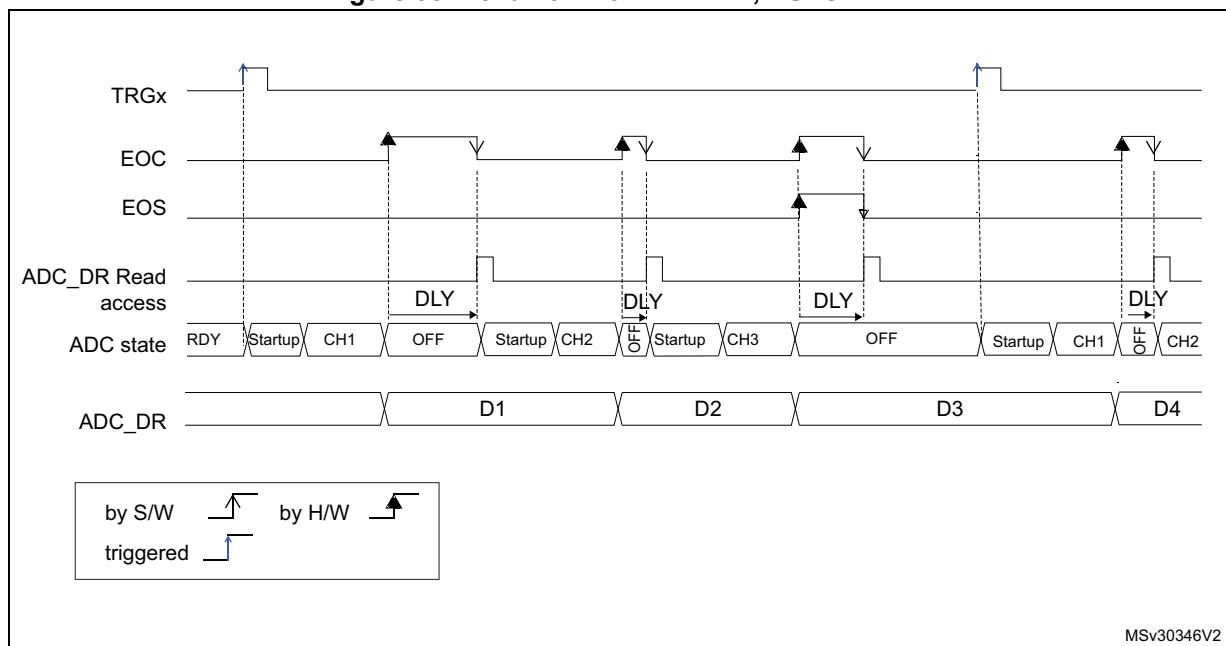 TRGx
EOC
EOS
ADC_DR Read
access
DLY DLY DLY DLY
ADC state RDY Startup CH1 OFF Startup CH2 OFF Startup CH3 OFF Startup CH1 OFF CH2
ADC_DR D1 D2 D3 D4
by S/W by H/W
triggered
MSv30346V2